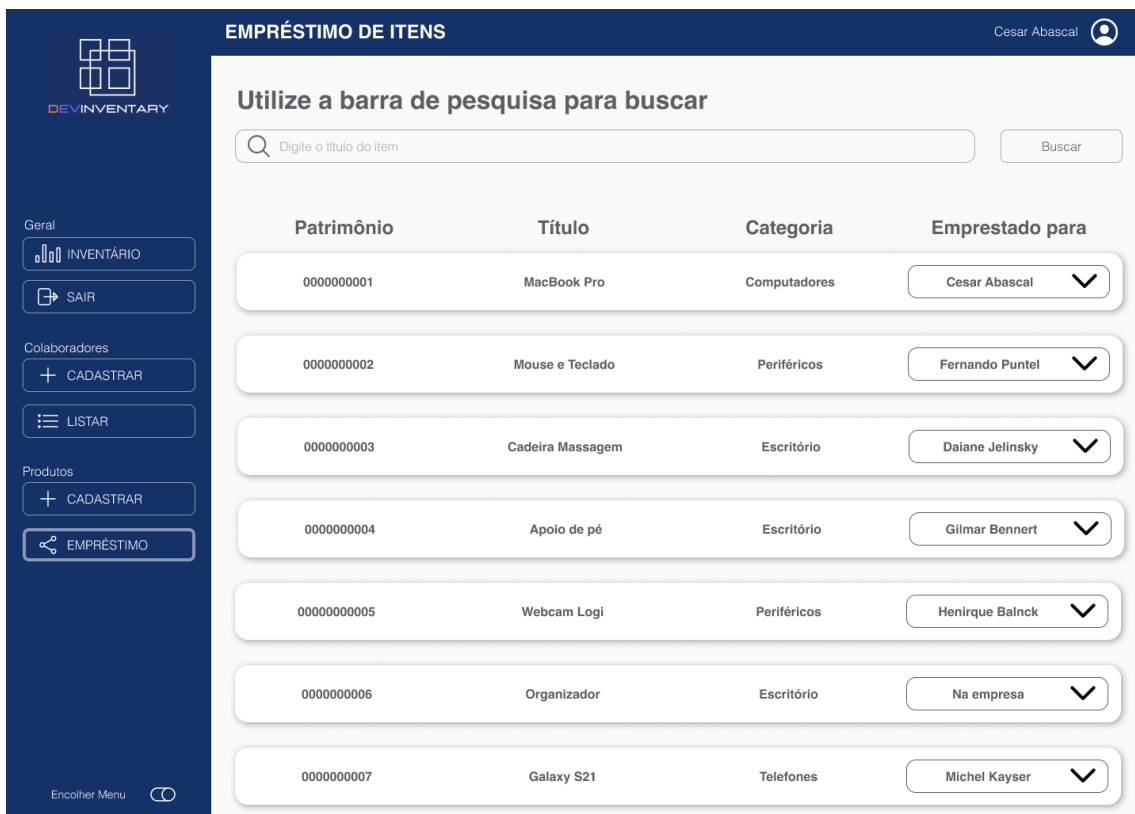 EMPRÉSTIMO DE ITENS
Cesar Abascal
DEVINVENTARY
Utilize a barra de pesquisa para buscar
Digite o título do item
Buscar
Geral
INVENTÁRIO
SAIR
Colaboradores
CADASTRAR
LISTAR
Produtos
CADASTRAR
EMPRÉSTIMO
Encolher Menu
Patrimônio Título Categoria Emprestado para
0000000001 MacBook Pro Computadores Cesar Abascal
0000000002 Mouse e Teclado Periféricos Fernando Puntel
0000000003 Cadeira Massagem Escritório Daiane Jelinsky
0000000004 Apoio de pé Escritório Gilmar Bennert
00000000005 Webcam Logi Periféricos Henirque Balnck
0000000006 Organizador Escritório Na empresa
0000000007 Galaxy S21 Telefones Michel Kayser